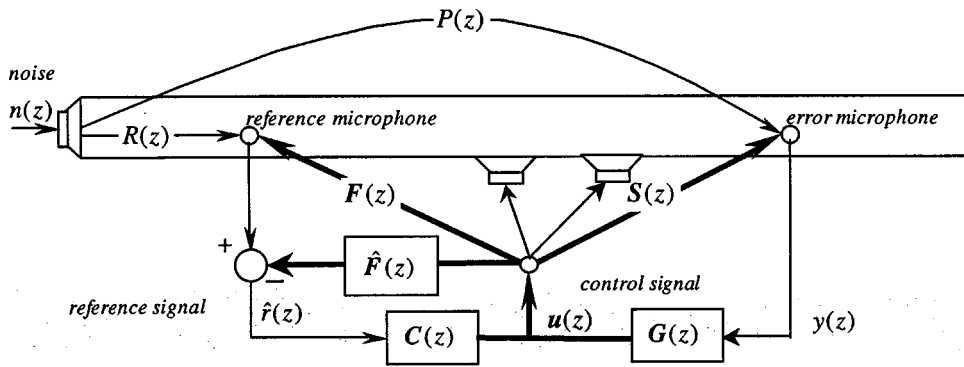 P(z)
noise
n(z)
R(z)
reference microphone
error microphone
F(z)
S(z)
+
F̂(z)
−
control signal
reference signal
r̂(z)
C(z)
u(z)
G(z)
y(z)